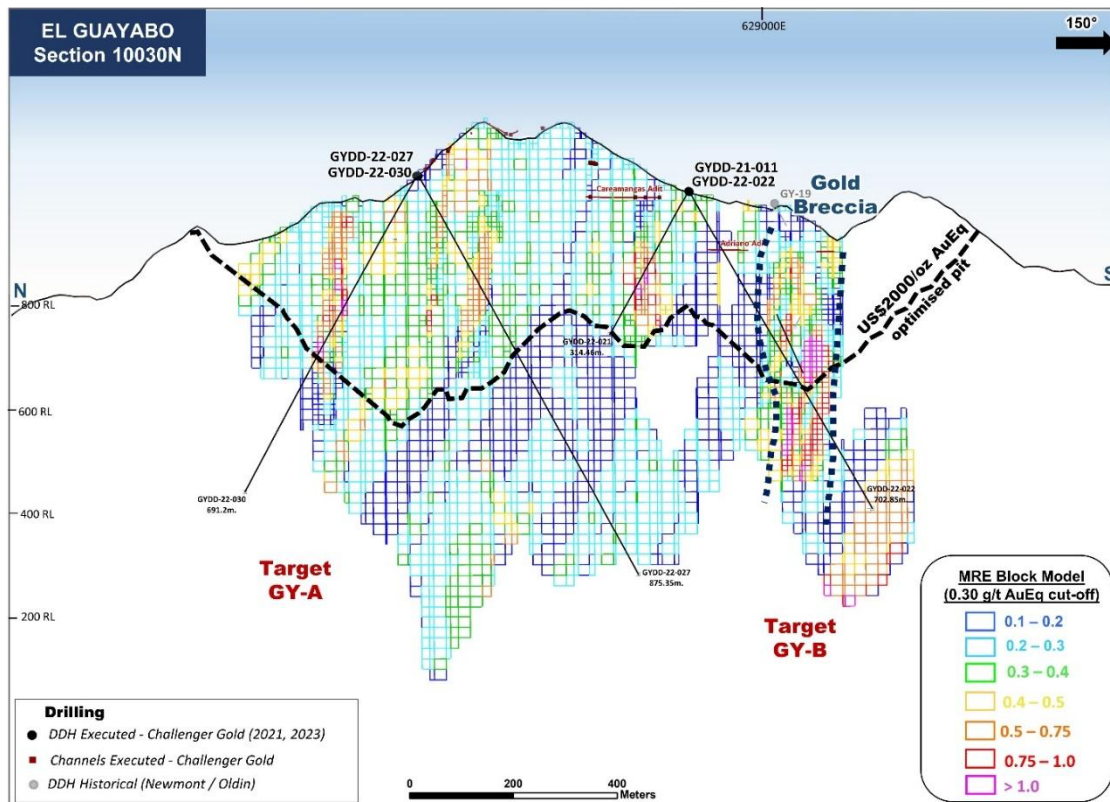 EL GUAYABO
Section 10030N
629000E
150°
GYDD-22-027
GYDD-22-030
GYDD-21-011
GYDD-22-022
GY-19
Gold
Breccia
Careamangas Adit
Adriano Adit
N
S
800 RL
600 RL
400 RL
200 RL
US$2000/oz AuEq
optimised pit
GYDD-22-021
314.46m.
GYDD-22-030
691.2m.
GYDD-22-027
875.35m.
GYDD-22-022
702.85m.
Target
GY-A
Target
GY-B
MRE Block Model
(0.30 g/t AuEq cut-off)
0.1 – 0.2
0.2 – 0.3
0.3 – 0.4
0.4 – 0.5
0.5 – 0.75
0.75 – 1.0
> 1.0
Drilling
DDH Executed - Challenger Gold (2021, 2023)
Channels Executed - Challenger Gold
DDH Historical (Newmont / Odin)
0 200 400
Meters